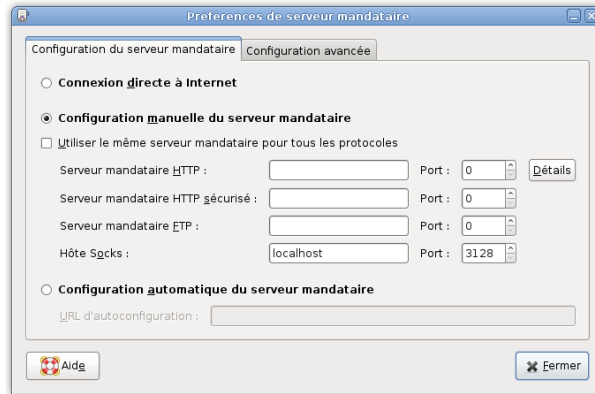 Préférences de serveur mandataire
Configuration du serveur mandataire Configuration avancée
Connexion directe à Internet
Configuration manuelle du serveur mandataire
Utiliser le même serveur mandataire pour tous les protocoles
Serveur mandataire HTTP : Port : 0 Détails
Serveur mandataire HTTP sécurisé : Port : 0
Serveur mandataire FTP : Port : 0
Hôte Socks : localhost Port : 3128
Configuration automatique du serveur mandataire
URL d'autoconfiguration :
Aide Fermer